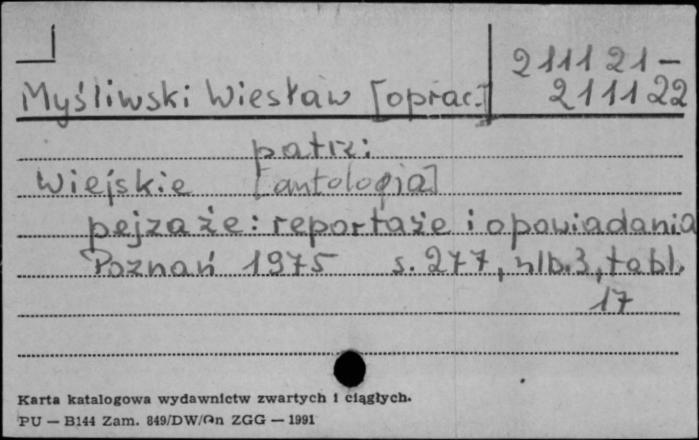 211121-
Myśliwski Wiesław [oprac.] 211122
patrz:
Wiejskie [antologia]
pejzaże: reportaże i opowiadania
Poznań 1975 s. 277, nlb. 3, tabl.
17
Karta katalogowa wydawnictw zwartych i ciągłych.
PU — B144 Zam. 849/DW/On ZGG — 1991